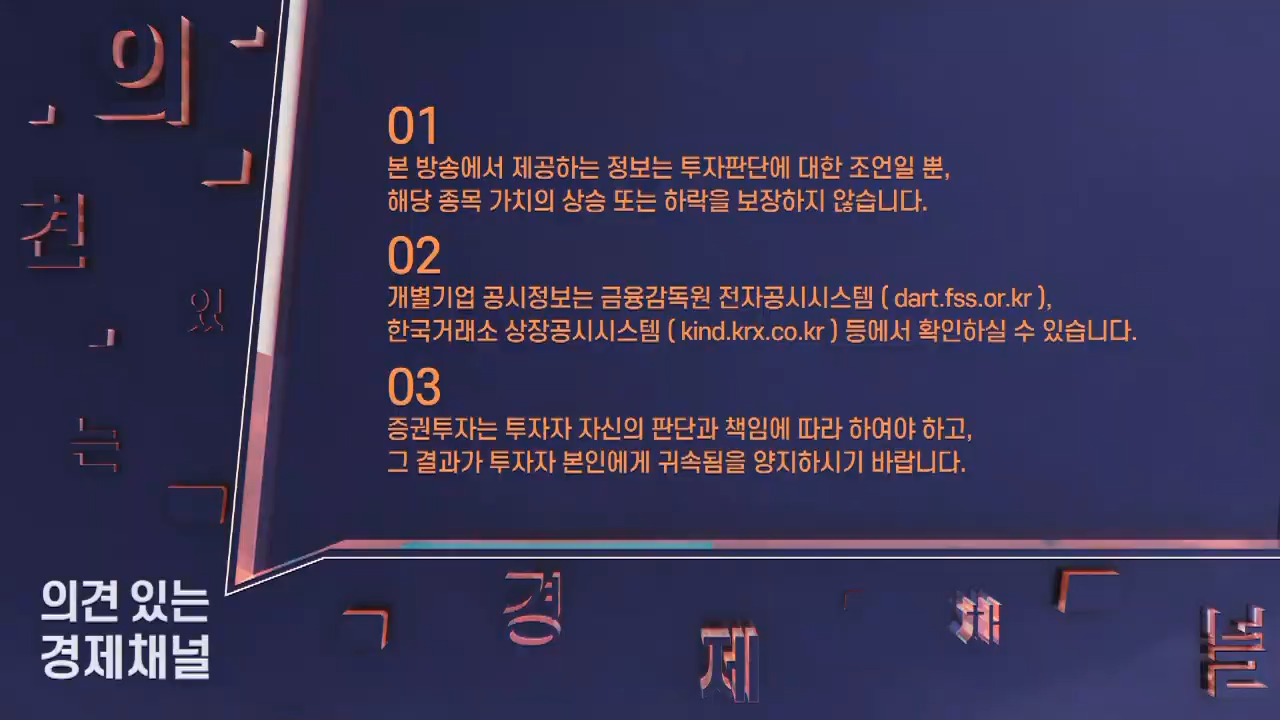 의
견
있
는
01
본 방송에서 제공하는 정보는 투자판단에 대한 조언일 뿐,
해당 종목 가치의 상승 또는 하락을 보장하지 않습니다.
02
개별기업 공시정보는 금융감독원 전자공시시스템 ( dart.fss.or.kr ),
한국거래소 상장공시시스템 ( kind.krx.co.kr ) 등에서 확인하실 수 있습니다.
03
증권투자는 투자자 자신의 판단과 책임에 따라 하여야 하고,
그 결과가 투자자 본인에게 귀속됨을 양지하시기 바랍니다.
의견 있는
경제채널
경
제
채
널